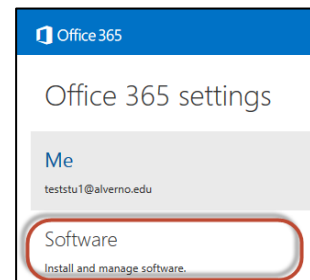 Office 365
Office 365 settings
Me
teststu1@alverno.edu
Software
Install and manage software.